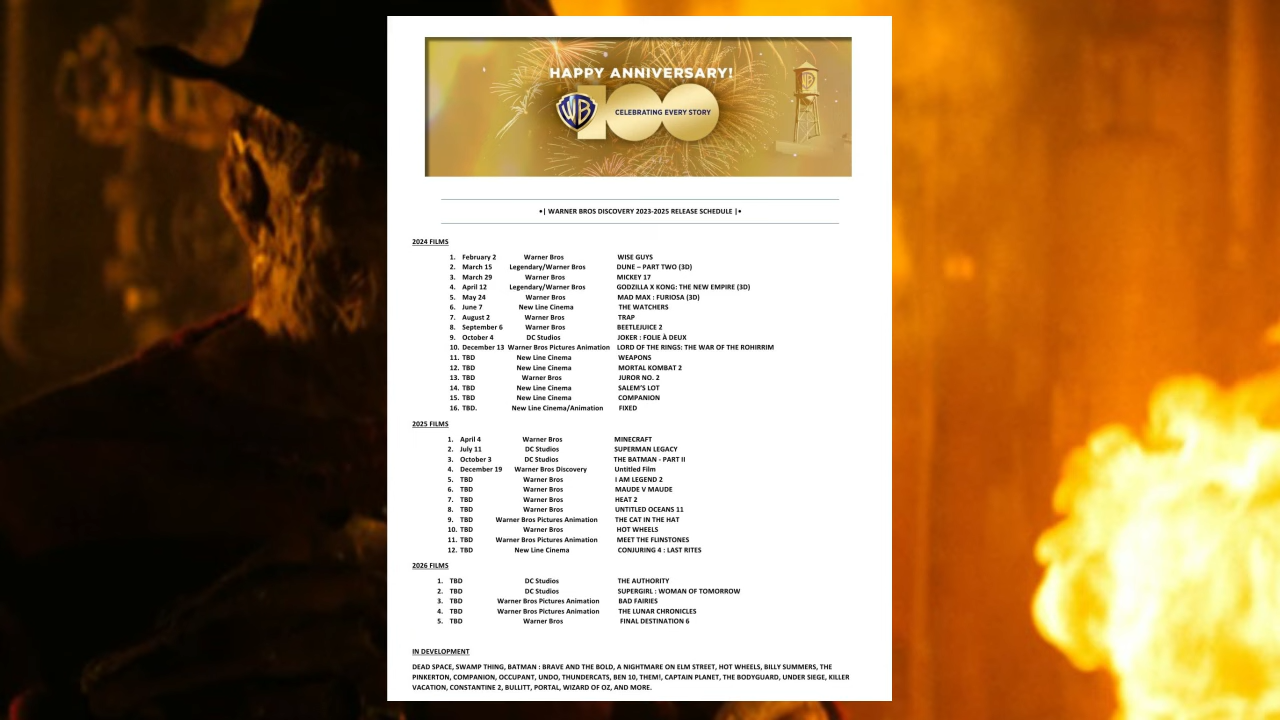 HAPPY ANNIVERSARY!
WB 100 CELEBRATING EVERY STORY
WB
•| WARNER BROS DISCOVERY 2023-2025 RELEASE SCHEDULE |•
2024 FILMS
1. February 2 Warner Bros WISE GUYS
2. March 15 Legendary/Warner Bros DUNE – PART TWO (3D)
3. March 29 Warner Bros MICKEY 17
4. April 12 Legendary/Warner Bros GODZILLA X KONG: THE NEW EMPIRE (3D)
5. May 24 Warner Bros MAD MAX : FURIOSA (3D)
6. June 7 New Line Cinema THE WATCHERS
7. August 2 Warner Bros TRAP
8. September 6 Warner Bros BEETLEJUICE 2
9. October 4 DC Studios JOKER : FOLIE À DEUX
10. December 13 Warner Bros Pictures Animation LORD OF THE RINGS: THE WAR OF THE ROHIRRIM
11. TBD New Line Cinema WEAPONS
12. TBD New Line Cinema MORTAL KOMBAT 2
13. TBD Warner Bros JUROR NO. 2
14. TBD New Line Cinema SALEM'S LOT
15. TBD New Line Cinema COMPANION
16. TBD. New Line Cinema/Animation FIXED
2025 FILMS
1. April 4 Warner Bros MINECRAFT
2. July 11 DC Studios SUPERMAN LEGACY
3. October 3 DC Studios THE BATMAN - PART II
4. December 19 Warner Bros Discovery Untitled Film
5. TBD Warner Bros I AM LEGEND 2
6. TBD Warner Bros MAUDE V MAUDE
7. TBD Warner Bros HEAT 2
8. TBD Warner Bros UNTITLED OCEANS 11
9. TBD Warner Bros Pictures Animation THE CAT IN THE HAT
10. TBD Warner Bros HOT WHEELS
11. TBD Warner Bros Pictures Animation MEET THE FLINSTONES
12. TBD New Line Cinema CONJURING 4 : LAST RITES
2026 FILMS
1. TBD DC Studios THE AUTHORITY
2. TBD DC Studios SUPERGIRL : WOMAN OF TOMORROW
3. TBD Warner Bros Pictures Animation BAD FAIRIES
4. TBD Warner Bros Pictures Animation THE LUNAR CHRONICLES
5. TBD Warner Bros FINAL DESTINATION 6
IN DEVELOPMENT
DEAD SPACE, SWAMP THING, BATMAN : BRAVE AND THE BOLD, A NIGHTMARE ON ELM STREET, HOT WHEELS, BILLY SUMMERS, THE
PINKERTON, COMPANION, OCCUPANT, UNDO, THUNDERCATS, BEN 10, THEM!, CAPTAIN PLANET, THE BODYGUARD, UNDER SIEGE, KILLER
VACATION, CONSTANTINE 2, BULLITT, PORTAL, WIZARD OF OZ, AND MORE.